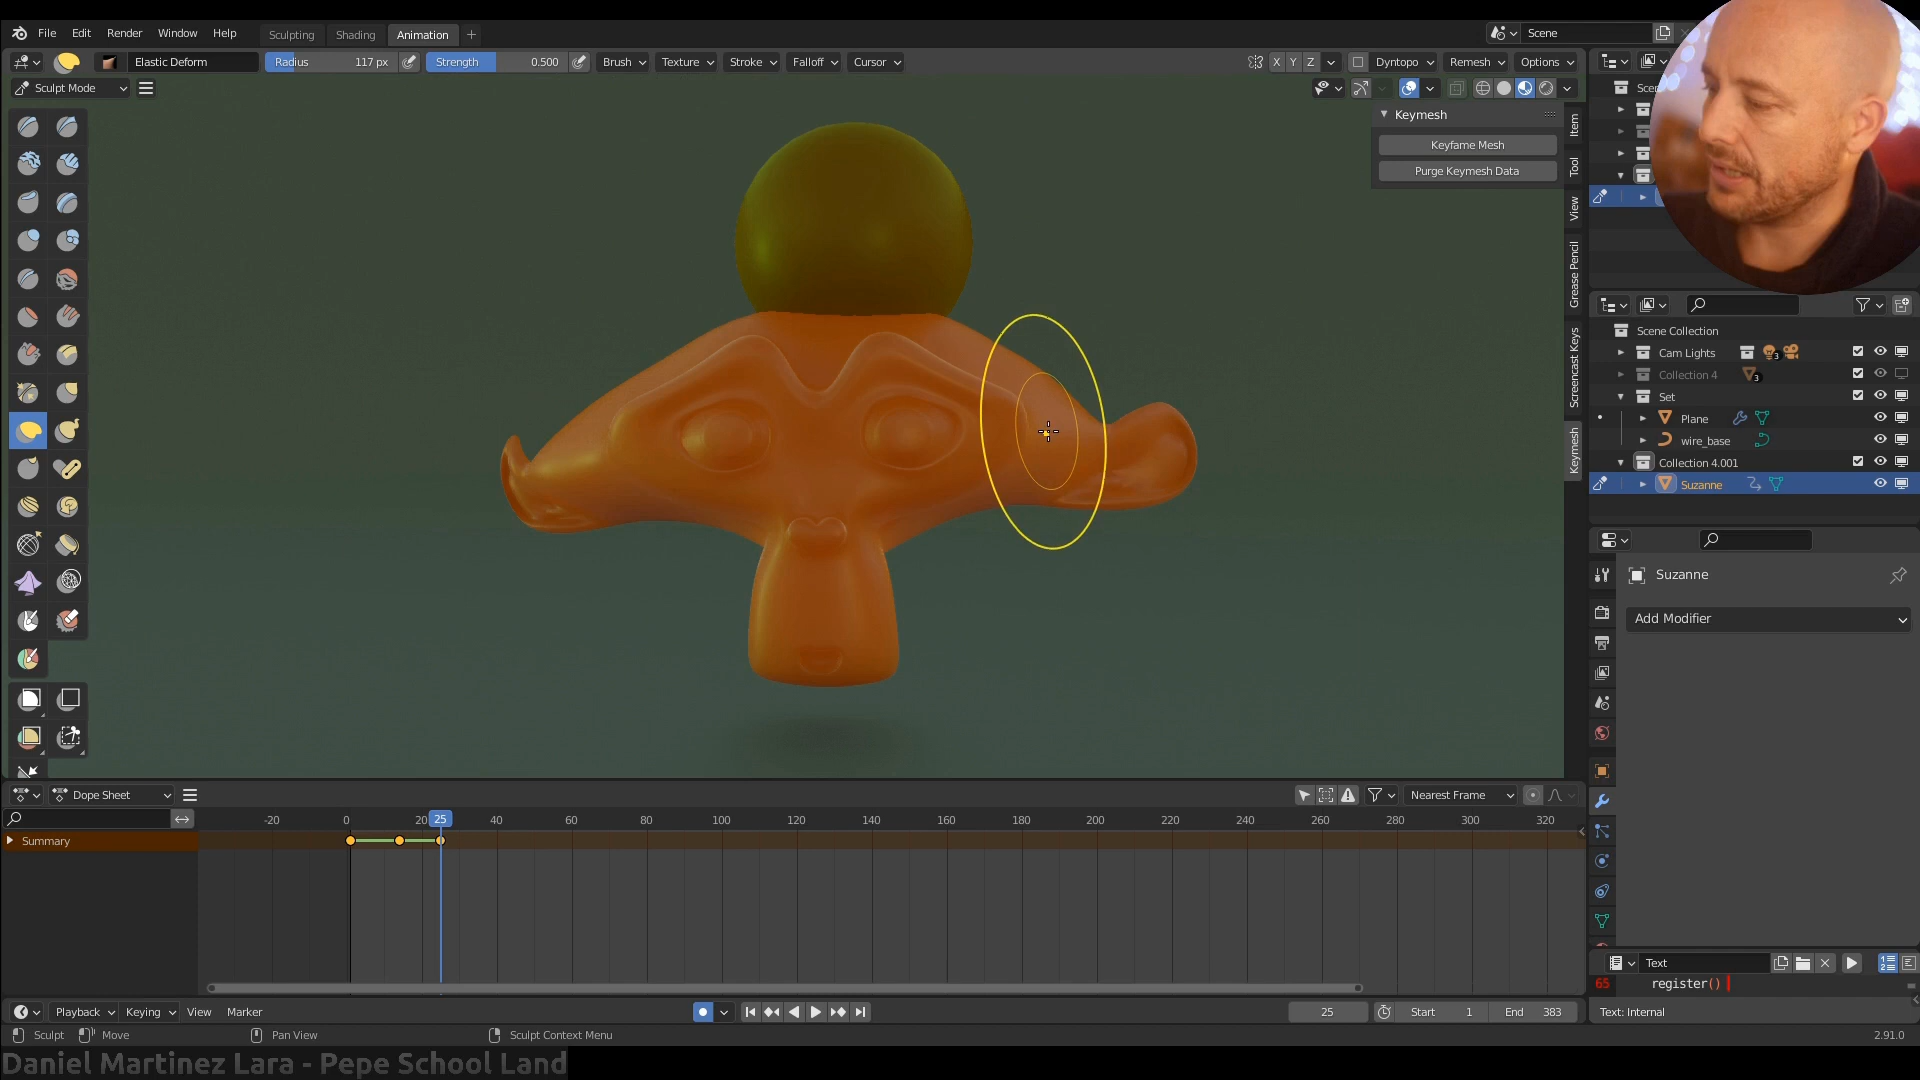 File Edit Render Window Help Sculpting Shading Animation + Scene
Elastic Deform Radius 117 px Strength 0.500 Brush Texture Stroke Falloff Cursor X Y Z Dyntopo Remesh Options
Sculpt Mode
Keymesh
Keyfame Mesh
Purge Keymesh Data
Item
Tool
View
Grease Pencil
Screencast Keys
Keymesh
Scene Collection
Cam Lights 3
Collection 4 3
Set
Plane
wire_base
Collection 4.001
Suzanne
Suzanne
Add Modifier
Dope Sheet Nearest Frame
-20 0 20 25 40 60 80 100 120 140 160 180 200 220 240 260 280 300 320
Summary
Text
65 register()
Text: Internal
Playback Keying View Marker 25 Start 1 End 383
Sculpt Move Pan View Sculpt Context Menu 2.91.0
Daniel Martinez Lara - Pepe School Land